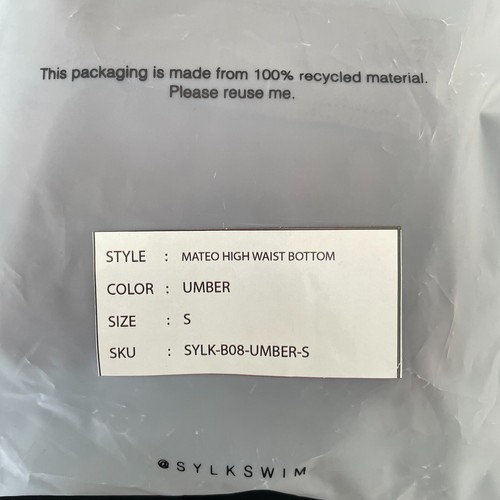 This packaging is made from 100% recycled material.
Please reuse me.
STYLE : MATEO HIGH WAIST BOTTOM
COLOR : UMBER
SIZE : S
SKU : SYLK-B08-UMBER-S
@SYLKSWIM